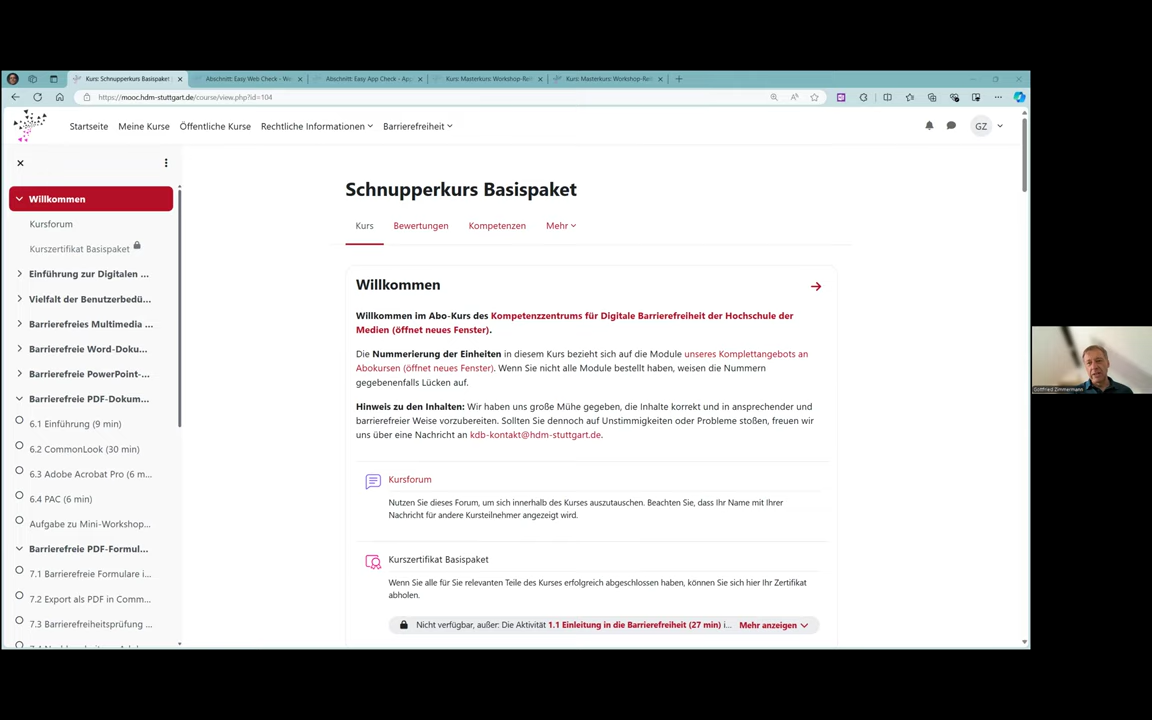 Kurs: Schnupperkurs Basispaket
Abschnitt: Easy Web Check - We
Abschnitt: Easy App Check - App
Kurs: Masterkurs: Workshop-Rei
Kurs: Masterkurs: Workshop-Rei
https://mooc.hdm-stuttgart.de/course/view.php?id=104
Startseite Meine Kurse Öffentliche Kurse Rechtliche Informationen Barrierefreiheit
GZ
Willkommen
Kursforum
Kurszertifikat Basispaket
Einführung zur Digitalen ...
Vielfalt der Benutzerbedü...
Barrierefreies Multimedia ...
Barrierefreie Word-Doku...
Barrierefreie PowerPoint-...
Barrierefreie PDF-Dokum...
6.1 Einführung (9 min)
6.2 CommonLook (30 min)
6.3 Adobe Acrobat Pro (6 m...
6.4 PAC (6 min)
Aufgabe zu Mini-Workshop...
Barrierefreie PDF-Formul...
7.1 Barrierefreie Formulare i...
7.2 Export als PDF in Comm...
7.3 Barrierefreiheitsprüfung ...
Schnupperkurs Basispaket
Kurs Bewertungen Kompetenzen Mehr
Willkommen
Willkommen im Abo-Kurs des Kompetenzzentrums für Digitale Barrierefreiheit der Hochschule der
Medien (öffnet neues Fenster).
Die Nummerierung der Einheiten in diesem Kurs bezieht sich auf die Module unseres Komplettangebots an
Abokursen (öffnet neues Fenster). Wenn Sie nicht alle Module bestellt haben, weisen die Nummern
gegebenenfalls Lücken auf.
Hinweis zu den Inhalten: Wir haben uns große Mühe gegeben, die Inhalte korrekt und in ansprechender und
barrierefreier Weise vorzubereiten. Sollten Sie dennoch auf Unstimmigkeiten oder Probleme stoßen, freuen wir
uns über eine Nachricht an kdb-kontakt@hdm-stuttgart.de.
Kursforum
Nutzen Sie dieses Forum, um sich innerhalb des Kurses auszutauschen. Beachten Sie, dass Ihr Name mit Ihrer
Nachricht für andere Kursteilnehmer angezeigt wird.
Kurszertifikat Basispaket
Wenn Sie alle für Sie relevanten Teile des Kurses erfolgreich abgeschlossen haben, können Sie sich hier Ihr Zertifikat
abholen.
Nicht verfügbar, außer: Die Aktivität 1.1 Einleitung in die Barrierefreiheit (27 min) i... Mehr anzeigen
Gottfried Zimmermann